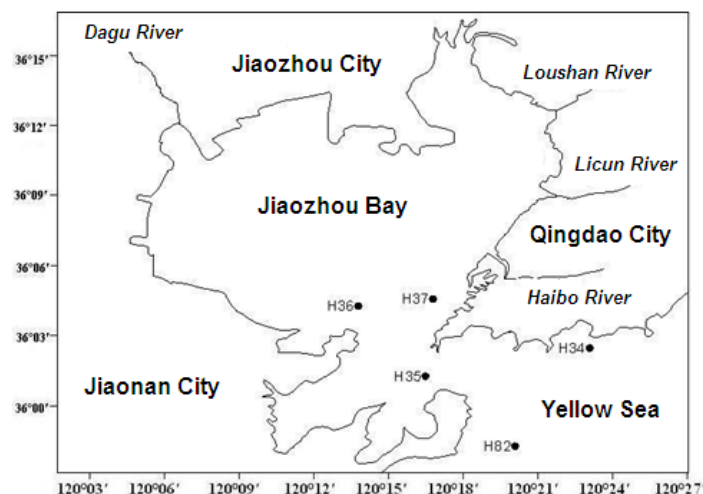 Dagu River
36°15'
Jiaozhou City
Loushan River
36°12'
Licun River
36°09'
Jiaozhou Bay
Qingdao City
36°06'
Haibo River
H36
H37
36°03'
H34
H35
Jiaonan City
36°00'
Yellow Sea
H82
120°03' 120°06' 120°09' 120°12' 120°15' 120°18' 120°21' 120°24' 120°27'